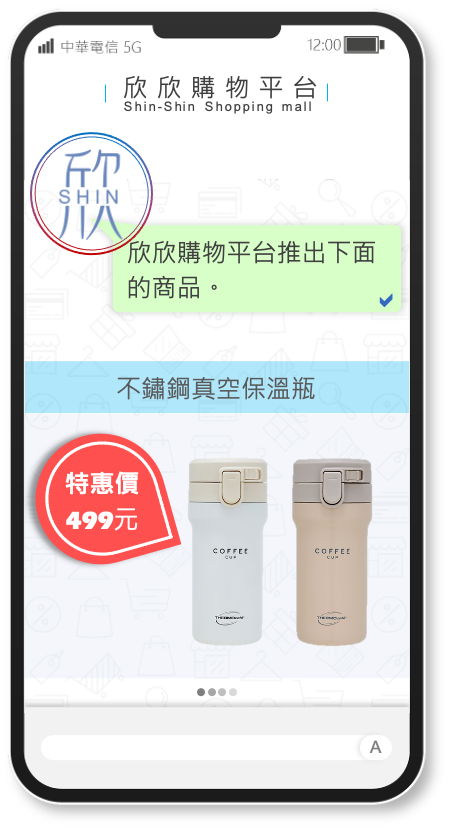 中華電信 5G
12:00
欣欣購物平台
Shin-Shin Shopping mall
欣
SHIN
欣欣購物平台推出下面
的商品。
不鏽鋼真空保溫瓶
特惠價
499元
COFFEE
CUP
COFFEE
CUP
A